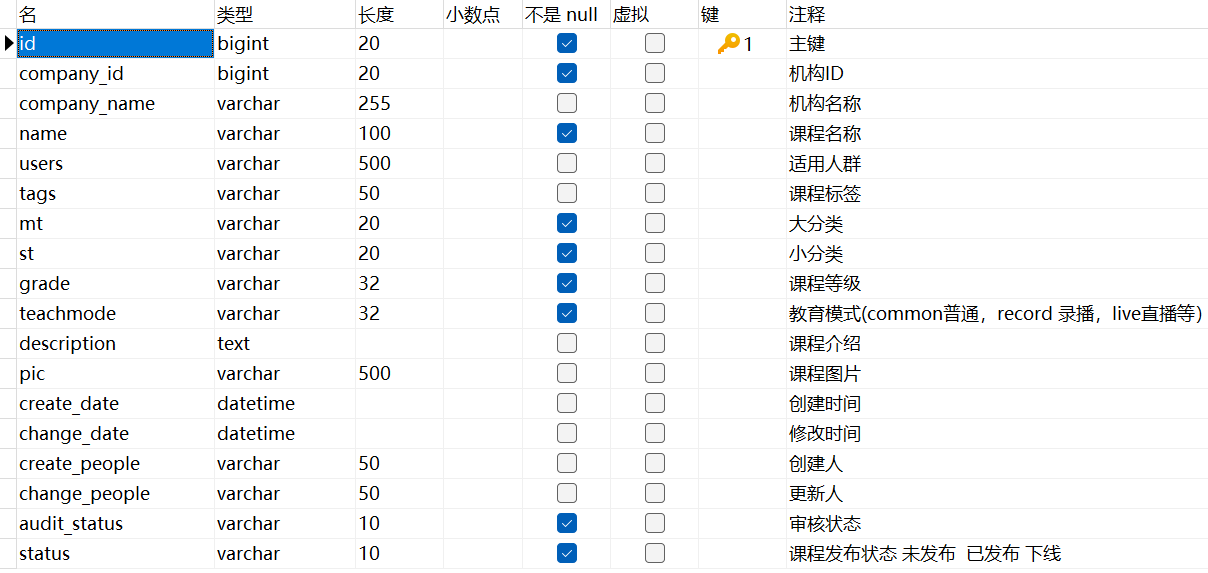 名 类型 长度 小数点 不是 null 虚拟 键 注释
id bigint 20 1 主键
company_id bigint 20 机构ID
company_name varchar 255 机构名称
name varchar 100 课程名称
users varchar 500 适用人群
tags varchar 50 课程标签
mt varchar 20 大分类
st varchar 20 小分类
grade varchar 32 课程等级
teachmode varchar 32 教育模式(common普通，record 录播，live直播等)
description text 课程介绍
pic varchar 500 课程图片
create_date datetime 创建时间
change_date datetime 修改时间
create_people varchar 50 创建人
change_people varchar 50 更新人
audit_status varchar 10 审核状态
status varchar 10 课程发布状态 未发布  已发布 下线